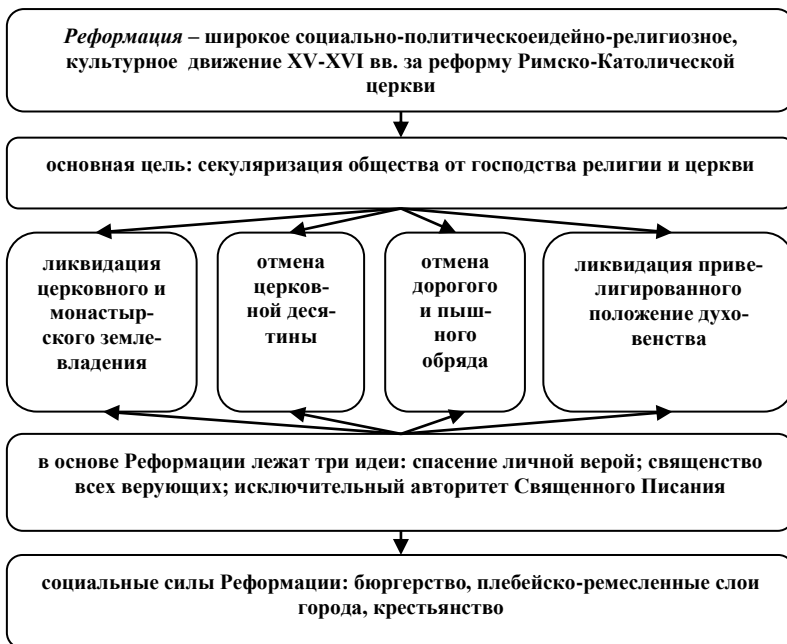 Реформация – широкое социально-политическоеидейно-религиозное,
культурное движение XV-XVI вв. за реформу Римско-Католической
церкви
основная цель: секуляризация общества от господства религии и церкви
ликвидация
церковного и
монастыр-
ского земле-
владения
отмена
церков-
ной деся-
тины
отмена
дорогого
и пыш-
ного
обряда
ликвидация приве-
лигированного
положение духо-
венства
в основе Реформации лежат три идеи: спасение личной верой; священство
всех верующих; исключительный авторитет Священного Писания
социальные силы Реформации: бюргерство, плебейско-ремесленные слои
города, крестьянство